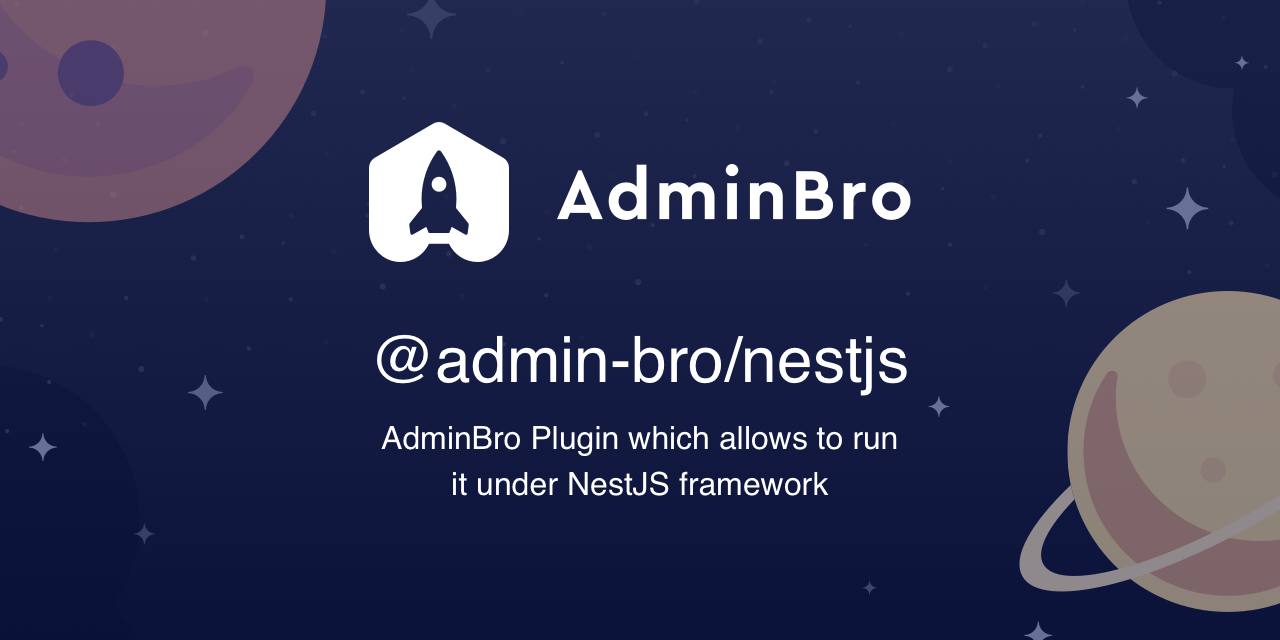 AdminBro
@admin-bro/nestjs
AdminBro Plugin which allows to run
it under NestJS framework